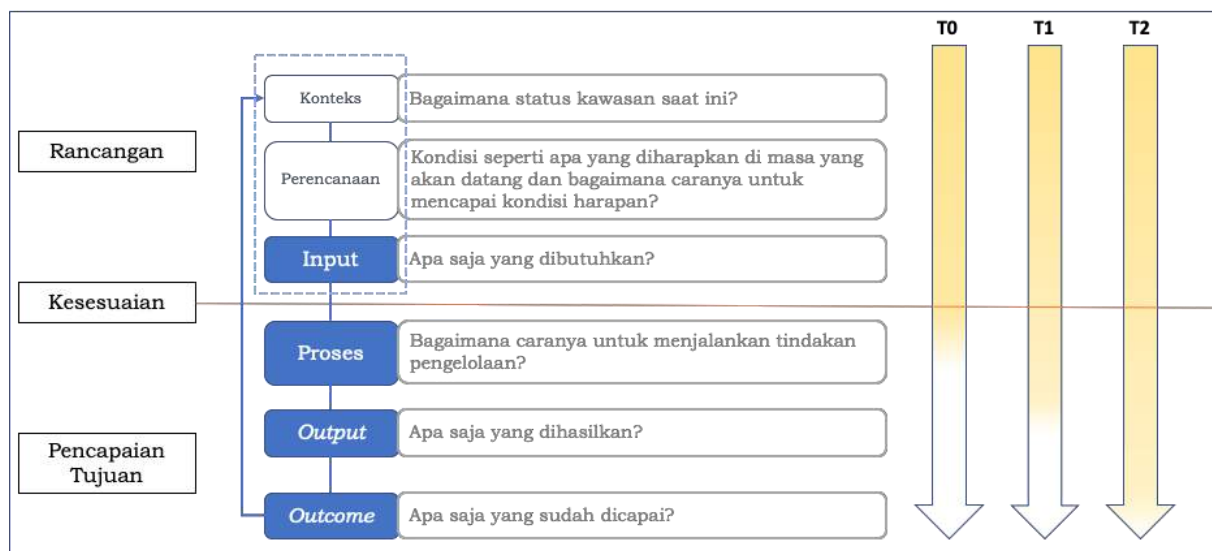 T0 T1 T2
Konteks
Bagaimana status kawasan saat ini?
Rancangan
Perencanaan
Kondisi seperti apa yang diharapkan di masa yang
akan datang dan bagaimana caranya untuk
mencapai kondisi harapan?
Input
Apa saja yang dibutuhkan?
Kesesuaian
Proses
Bagaimana caranya untuk menjalankan tindakan
pengelolaan?
Output
Apa saja yang dihasilkan?
Pencapaian
Tujuan
Outcome
Apa saja yang sudah dicapai?